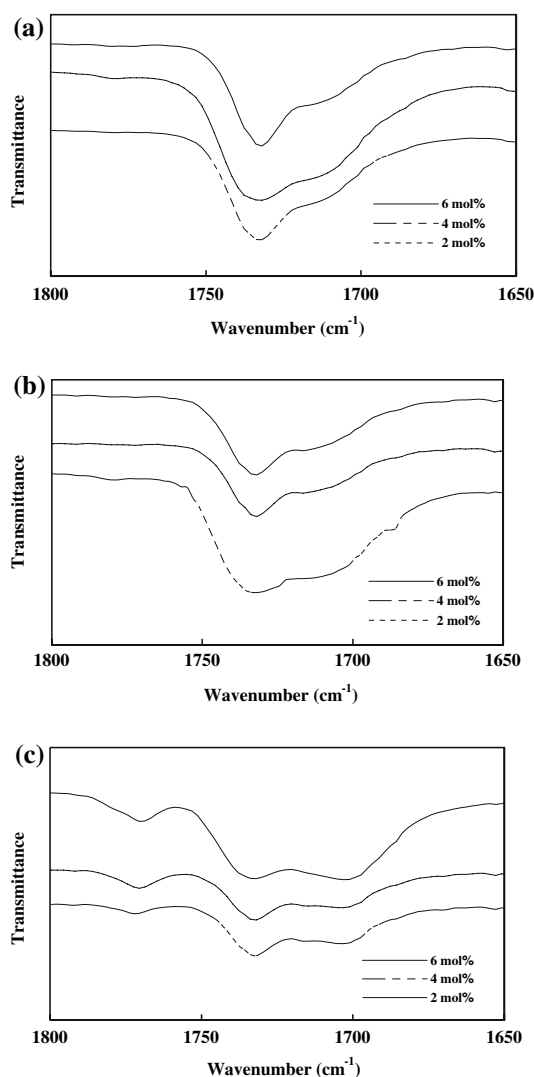 (a)
Transmittance
6 mol%
4 mol%
2 mol%
1800 1750 1700 1650
Wavenumber (cm-1)
(b)
Transmittance
6 mol%
4 mol%
2 mol%
1800 1750 1700 1650
Wavenumber (cm-1)
(c)
Transmittance
6 mol%
4 mol%
2 mol%
1800 1750 1700 1650
Wavenumber (cm-1)